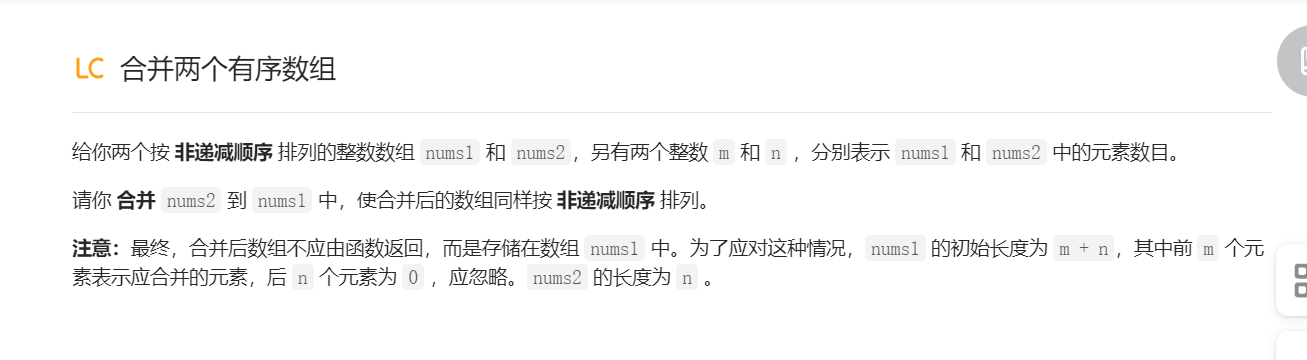 LC 合并两个有序数组
给你两个按 非递减顺序 排列的整数数组 nums1 和 nums2，另有两个整数 m 和 n ，分别表示 nums1 和 nums2 中的元素数目。
请你 合并 nums2 到 nums1 中，使合并后的数组同样按 非递减顺序 排列。
注意：最终，合并后数组不应由函数返回，而是存储在数组 nums1 中。为了应对这种情况，nums1 的初始长度为 m + n，其中前 m 个元
素表示应合并的元素，后 n 个元素为 0 ，应忽略。nums2 的长度为 n 。